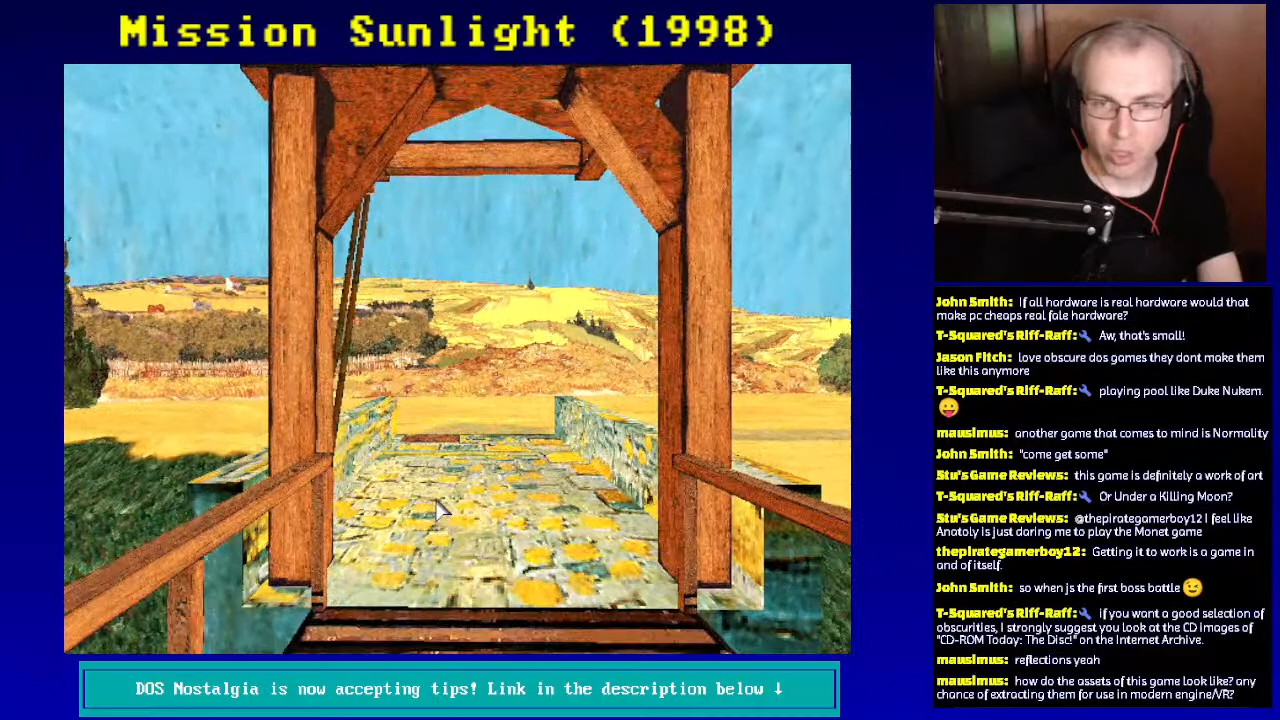 Mission Sunlight (1998)
John Smith: If all hardware is real hardware would that
make pc cheaps real fale hardware?
T-Squared's Riff-Raff: Aw, that's small!
Jason Fitch: love obscure dos games they dont make them
like this anymore
T-Squared's Riff-Raff: playing pool like Duke Nukem.
mausimus: another game that comes to mind is Normality
John Smith: "come get some"
Stu's Game Reviews: this game is definitely a work of art
T-Squared's Riff-Raff: Or Under a Killing Moon?
Stu's Game Reviews: @thepirategamerboy12 I feel like
Anatoly is just daring me to play the Monet game
thepirategamerboy12: Getting it to work is a game in
and of itself.
John Smith: so when js the first boss battle
T-Squared's Riff-Raff: if you want a good selection of
obscurities, I strongly suggest you look at the CD images of
"CD-ROM Today: The Disc!" on the Internet Archive.
mausimus: reflections yeah
mausimus: how do the assets of this game look like? any
chance of extracting them for use in modern engine/VR?
DOS Nostalgia is now accepting tips! Link in the description below ↓